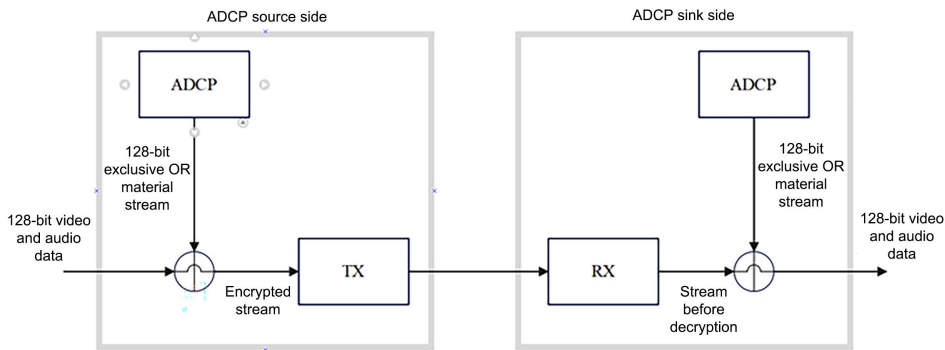 ADCP source side
ADCP sink side
ADCP
ADCP
128-bit
exclusive OR
material
stream
128-bit
exclusive OR
material
stream
128-bit video
and audio
data
128-bit video
and audio
data
TX
RX
Encrypted
stream
Stream
before
decryption